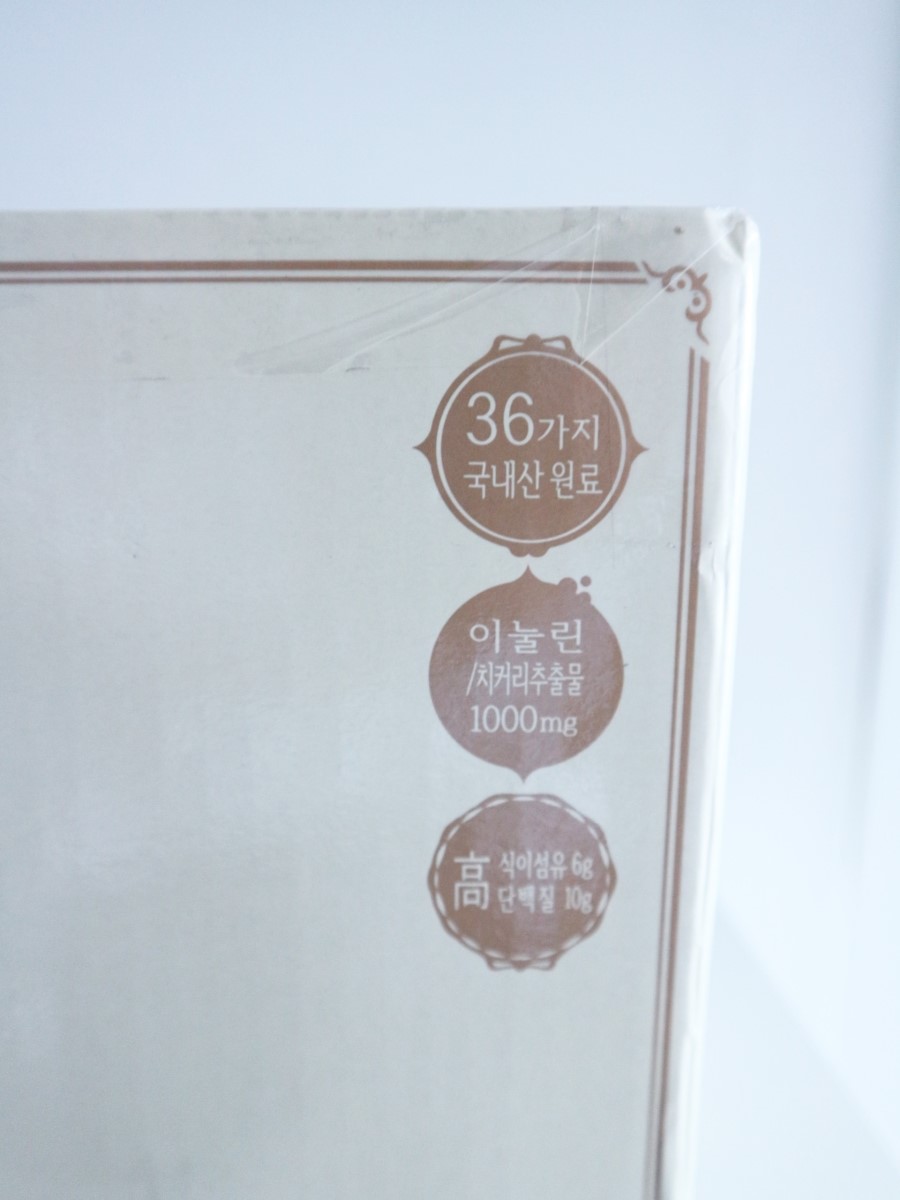 36가지
국내산 원료
이눌린
/치커리추출물
1000mg
高 식이섬유 6g
단백질 10g